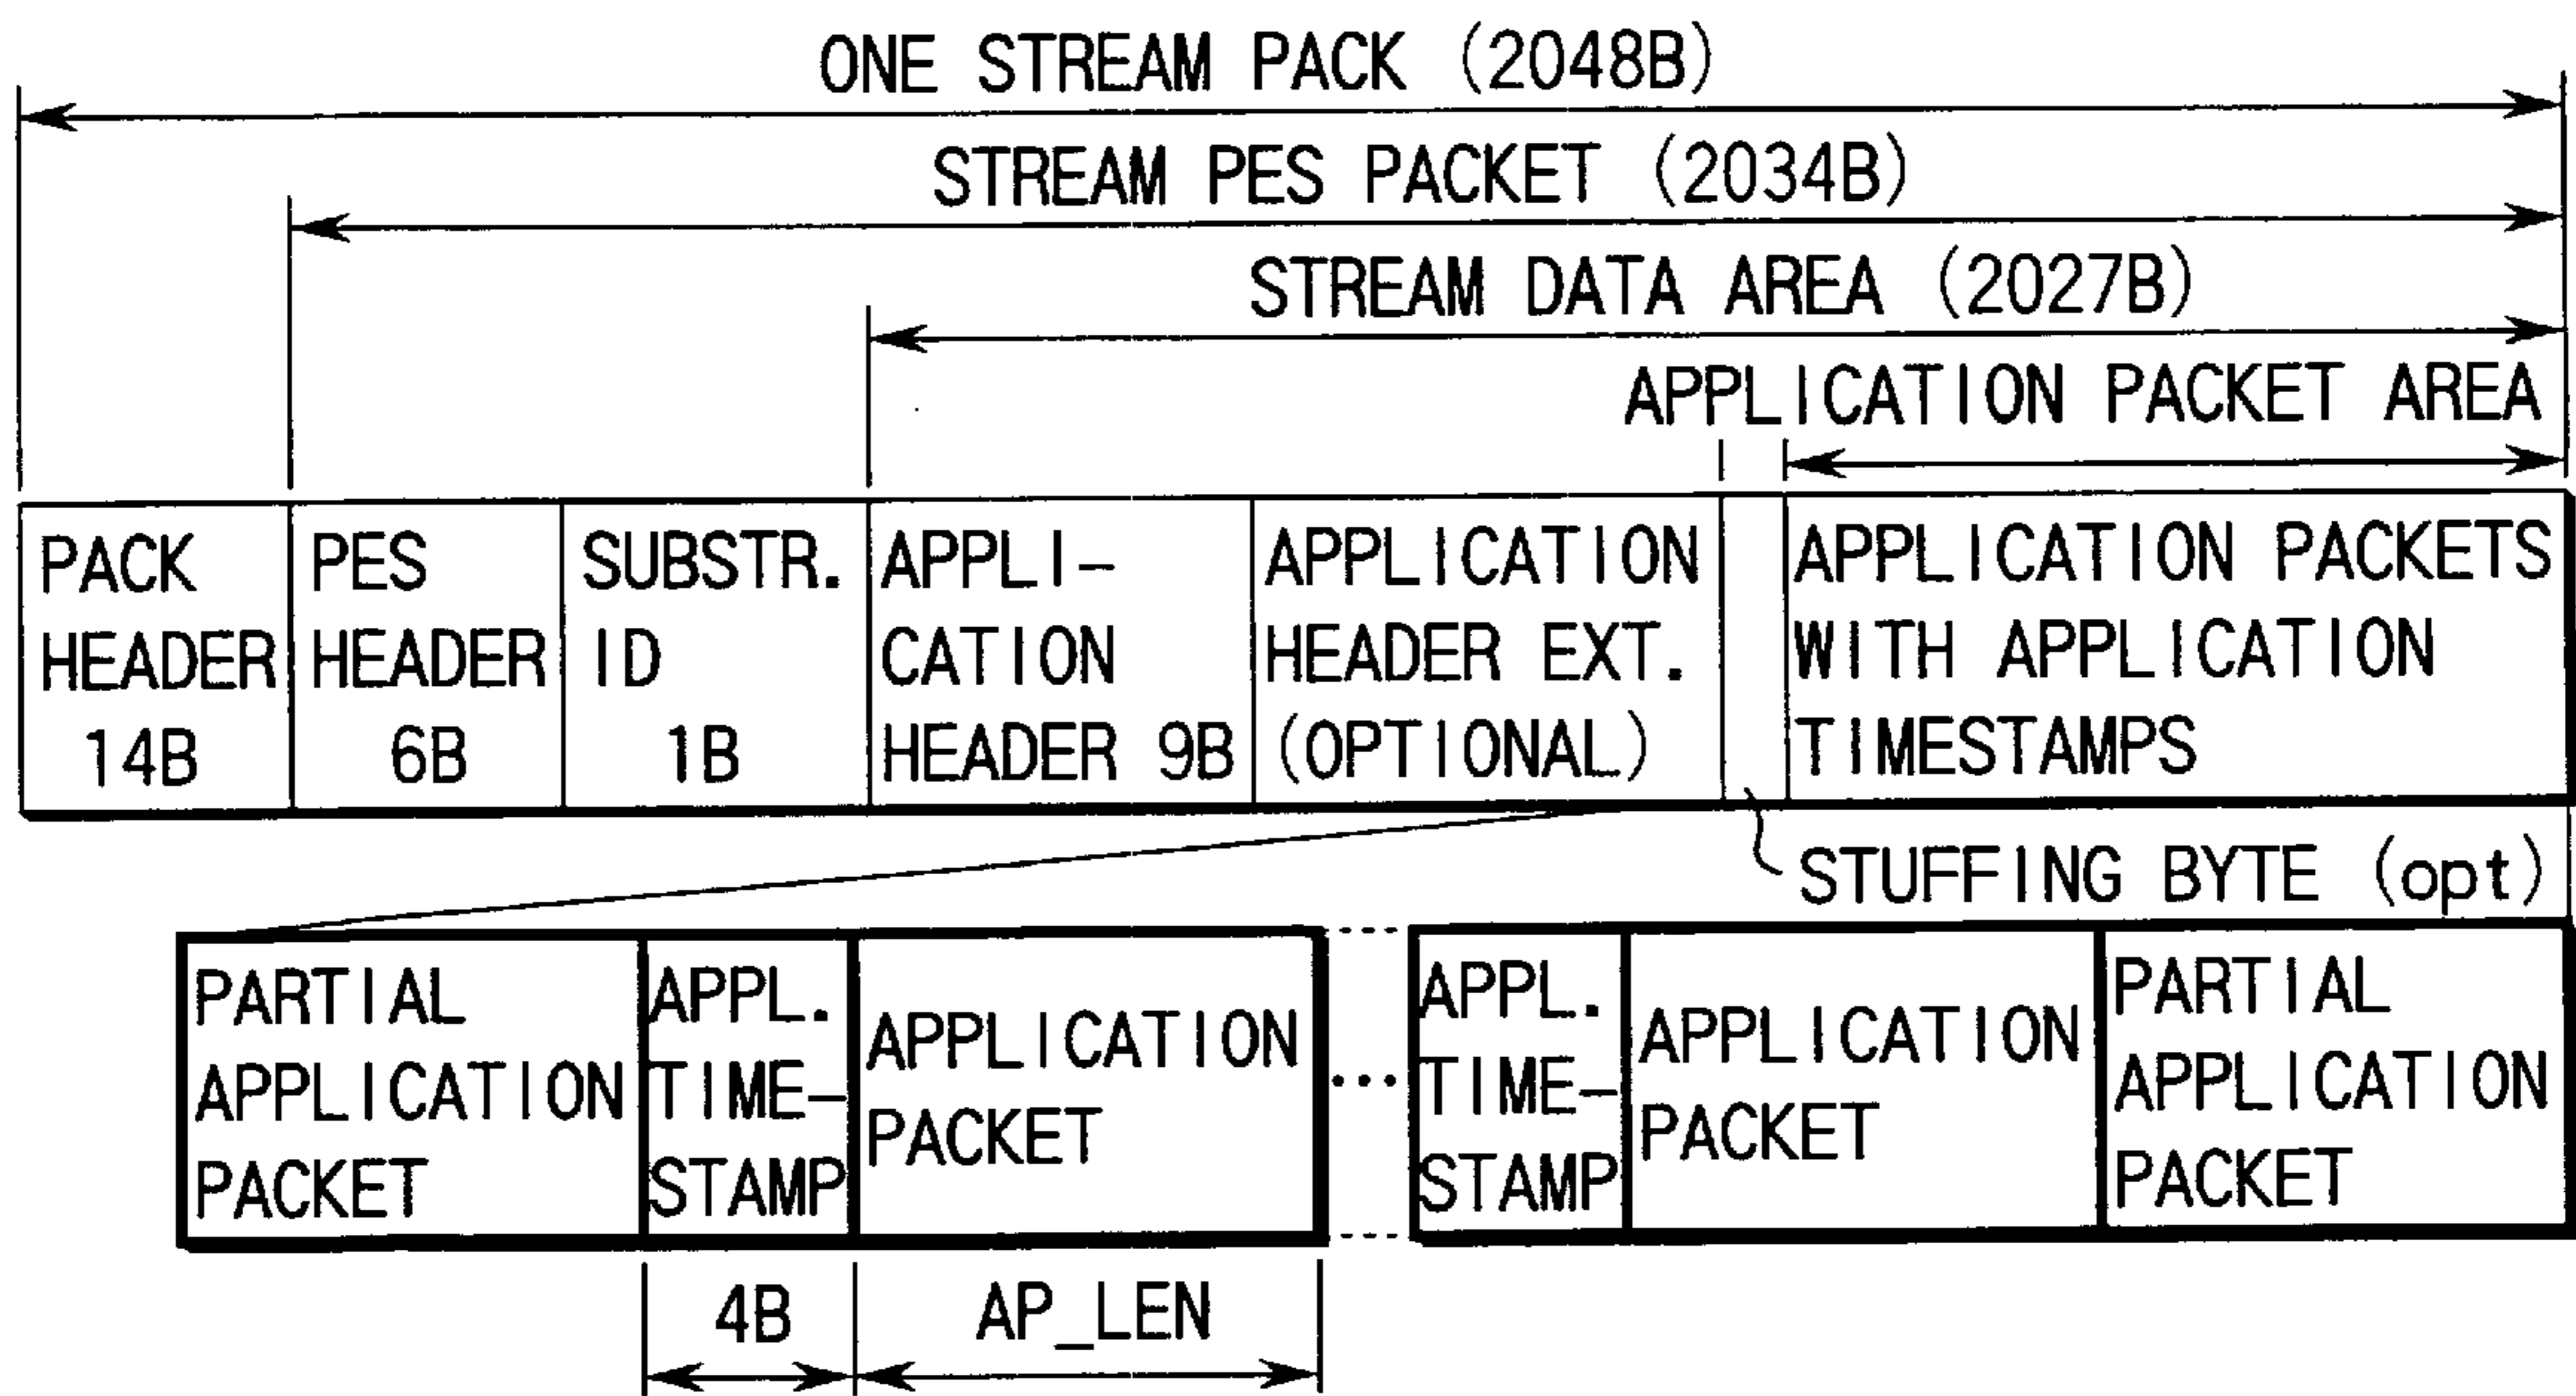 ONE STREAM PACK (2048B)
STREAM PES PACKET (2034B)
STREAM DATA AREA (2027B)
APPLICATION PACKET AREA
PACK
HEADER
14B
PES
HEADER
6B
SUBSTR.
ID
1B
APPLI-
CATION
HEADER 9B
APPLICATION
HEADER EXT.
(OPTIONAL)
APPLICATION PACKETS
WITH APPLICATION
TIMESTAMPS
STUFFING BYTE (opt)
PARTIAL
APPLICATION
PACKET
APPL.
TIME-
STAMP
APPLICATION
PACKET
...
APPL.
TIME-
STAMP
APPLICATION
PACKET
PARTIAL
APPLICATION
PACKET
4B
AP_LEN